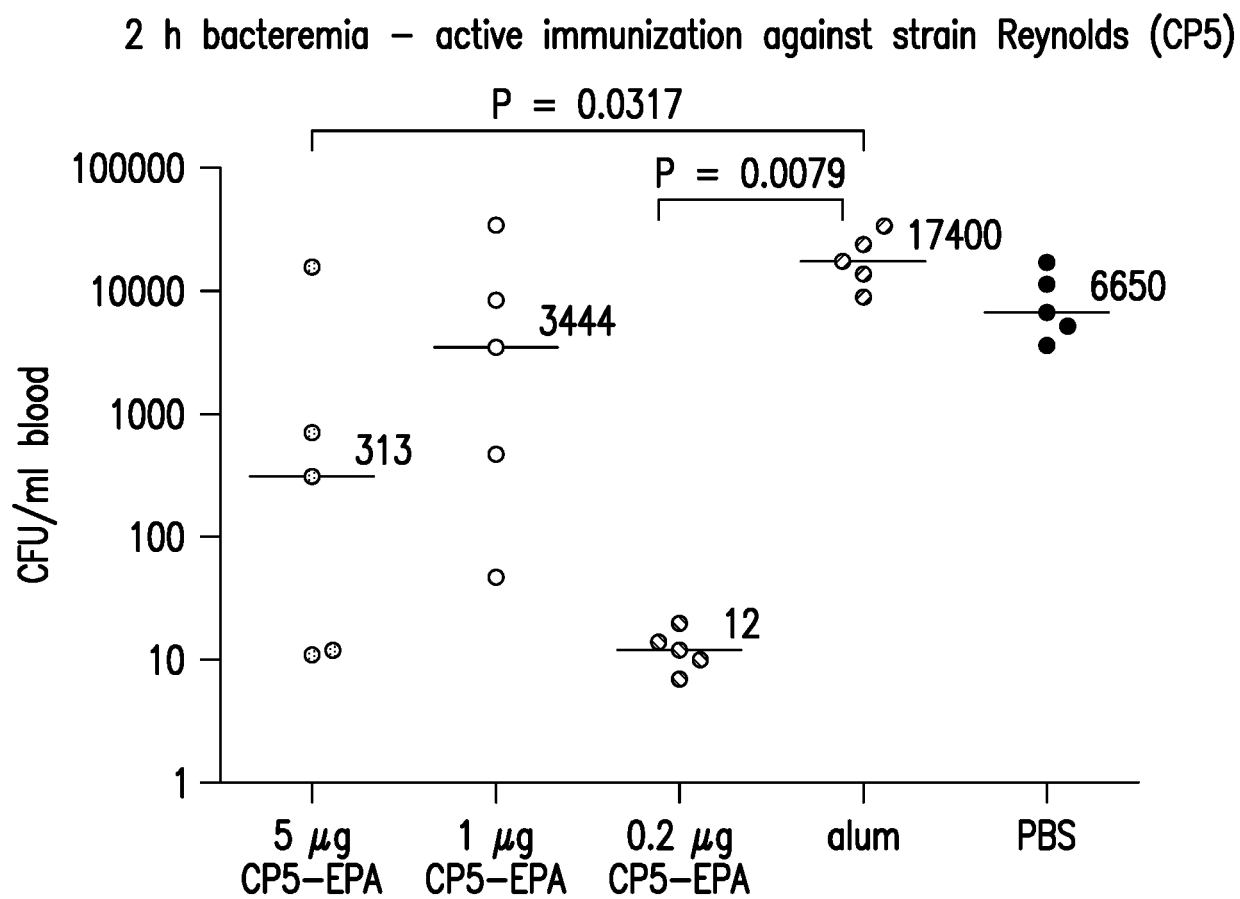 2 h bacteremia – active immunization against strain Reynolds (CP5)
P = 0.0317
P = 0.0079
100000
10000
1000
100
10
1
CFU/ml blood
313
3444
12
17400
6650
5 μg
CP5–EPA
1 μg
CP5–EPA
0.2 μg
CP5–EPA
alum
PBS